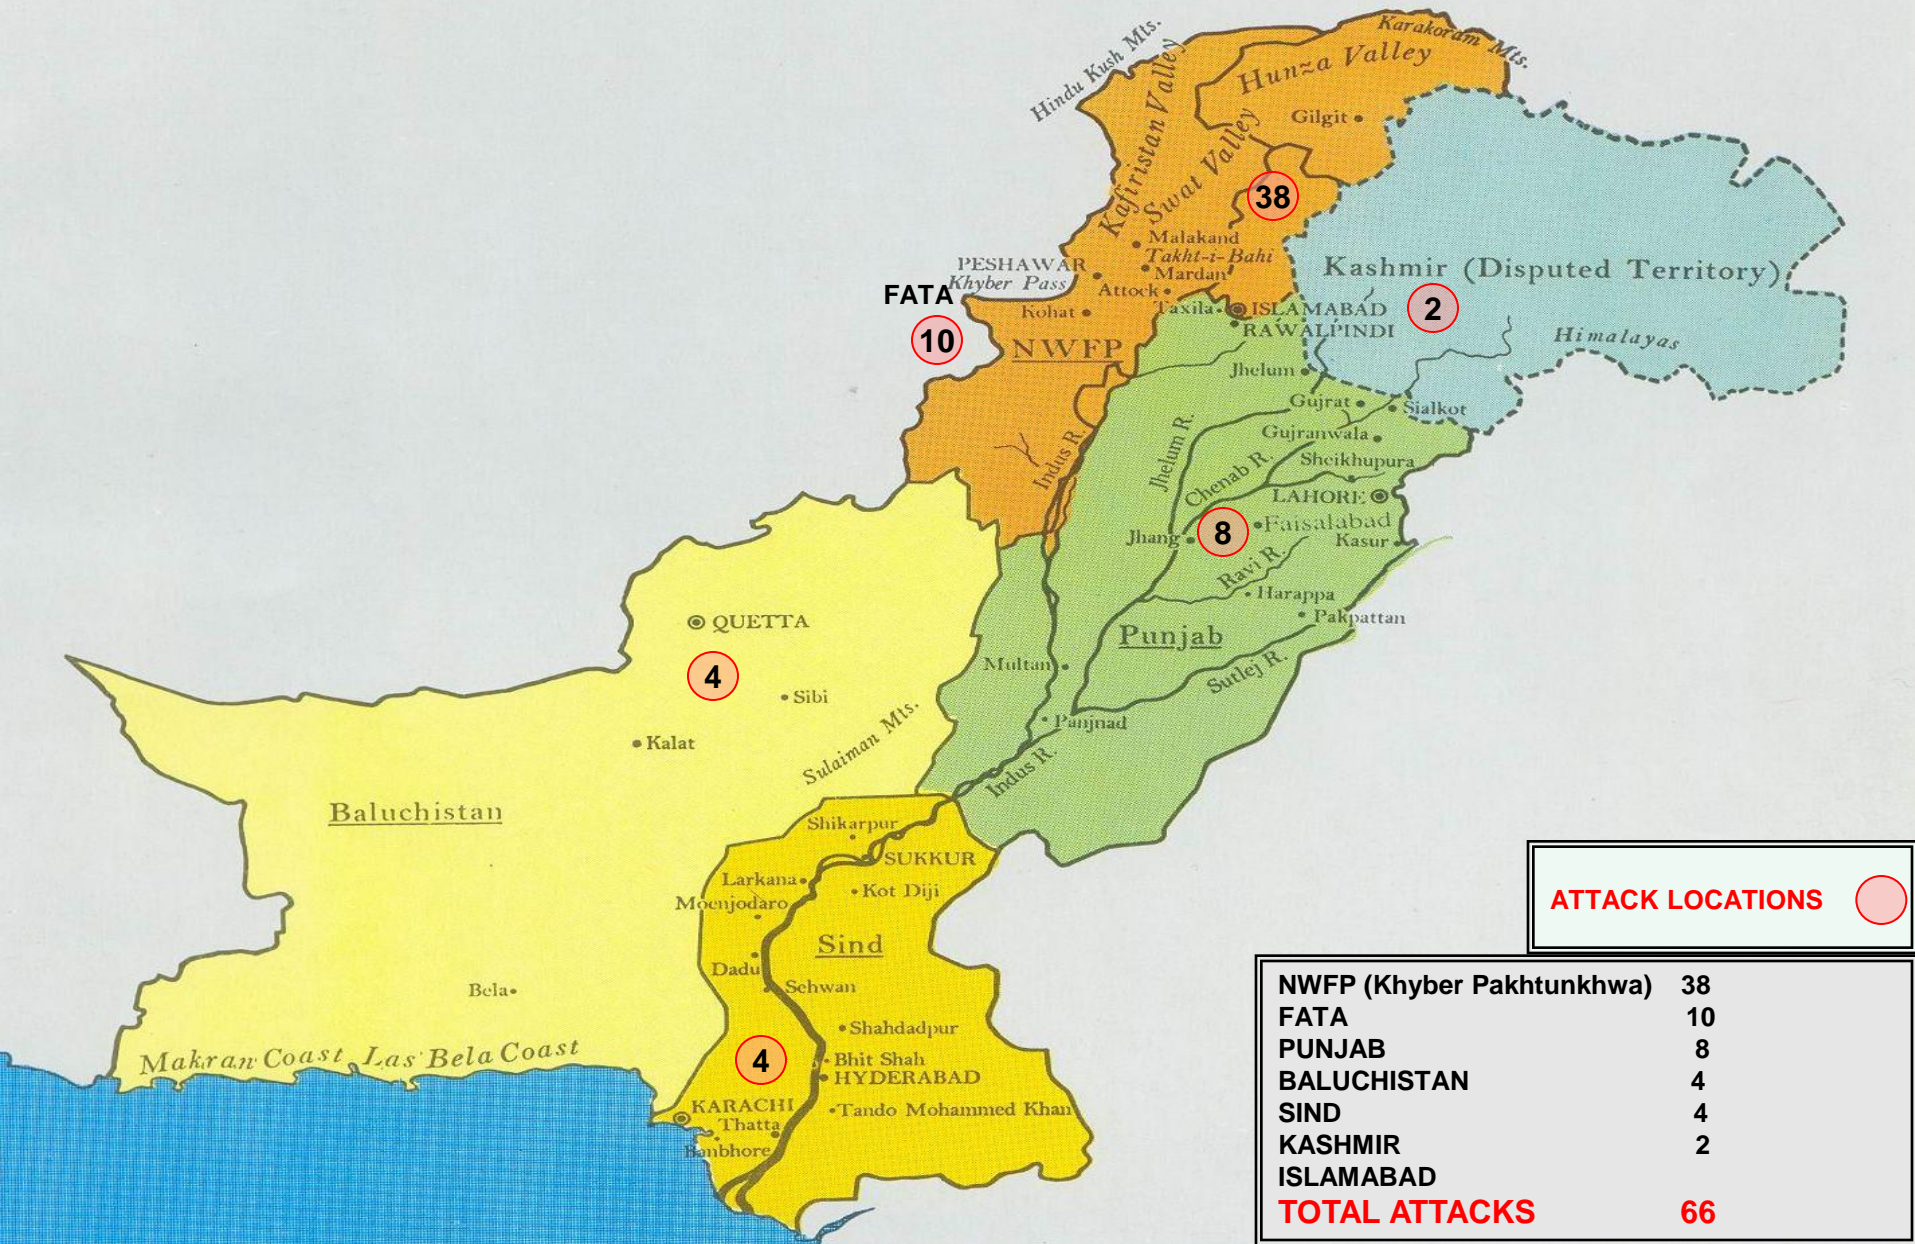 Hindu Kush Mts.
Karakoram Mts.
Hunza Valley
Gilgit
Kafiristan Valley
Swat Valley
38
Malakand
Takht-i-Bahi
Mardan
PESHAWAR
Khyber Pass
Attock
FATA
10
Kohat
NWFP
Taxila
ISLAMABAD
RAWALPINDI
Kashmir (Disputed Territory)
2
Himalayas
Jhelum
Gujrat
Sialkot
Gujranwala
Sheikhupura
Indus R.
Jhelum R.
Chenab R.
LAHORE
Faisalabad
Jhang
8
Kasur
Ravi R.
Harappa
Pakpattan
Punjab
Multan
Sutlej R.
Panjnad
Indus R.
QUETTA
4
Sibi
Kalat
Sulaiman Mts.
Baluchistan
Shikarpur
SUKKUR
Larkana
Kot Diji
Moenjodaro
Sind
Dadu
Sehwan
Bela
Shahdadpur
Makran Coast Las Bela Coast
4
Bhit Shah
HYDERABAD
KARACHI
Tando Mohammed Khan
Thatta
Banbhore
ATTACK LOCATIONS
NWFP (Khyber Pakhtunkhwa) 38
FATA 10
PUNJAB 8
BALUCHISTAN 4
SIND 4
KASHMIR 2
ISLAMABAD
TOTAL ATTACKS 66